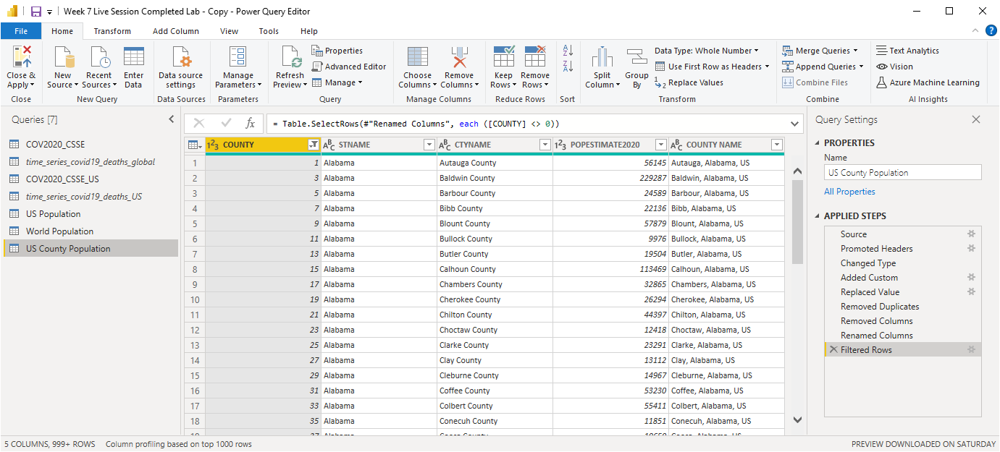 Week 7 Live Session Completed Lab - Copy - Power Query Editor
File Home Transform Add Column View Tools Help
Close & Apply
New Source
Recent Sources
Enter Data
Data source settings
Manage Parameters
Refresh Preview
Properties
Advanced Editor
Manage
Choose Columns
Remove Columns
Keep Rows
Remove Rows
Split Column
Group By
Data Type: Whole Number
Use First Row as Headers
Replace Values
Merge Queries
Append Queries
Combine Files
Text Analytics
Vision
Azure Machine Learning
Close New Query Data Sources Parameters Query Manage Columns Reduce Rows Sort Transform Combine AI Insights
Queries [7]
COV2020_CSSE
time_series_covid19_deaths_global
COV2020_CSSE_US
time_series_covid19_deaths_US
US Population
World Population
US County Population
fx = Table.SelectRows(#"Renamed Columns", each ([COUNTY] <> 0))
123 COUNTY ABC STNAME ABC CTYNAME 123 POPESTIMATE2020 ABC COUNTY NAME
1 1 Alabama Autauga County 56145 Autauga, Alabama, US
2 3 Alabama Baldwin County 229287 Baldwin, Alabama, US
3 5 Alabama Barbour County 24589 Barbour, Alabama, US
4 7 Alabama Bibb County 22136 Bibb, Alabama, US
5 9 Alabama Blount County 57879 Blount, Alabama, US
6 11 Alabama Bullock County 9976 Bullock, Alabama, US
7 13 Alabama Butler County 19504 Butler, Alabama, US
8 15 Alabama Calhoun County 113469 Calhoun, Alabama, US
9 17 Alabama Chambers County 32865 Chambers, Alabama, US
10 19 Alabama Cherokee County 26294 Cherokee, Alabama, US
11 21 Alabama Chilton County 44397 Chilton, Alabama, US
12 23 Alabama Choctaw County 12418 Choctaw, Alabama, US
13 25 Alabama Clarke County 23291 Clarke, Alabama, US
14 27 Alabama Clay County 13112 Clay, Alabama, US
15 29 Alabama Cleburne County 14967 Cleburne, Alabama, US
16 31 Alabama Coffee County 53230 Coffee, Alabama, US
17 33 Alabama Colbert County 55411 Colbert, Alabama, US
18 35 Alabama Conecuh County 11851 Conecuh, Alabama, US
Query Settings
PROPERTIES
Name
US County Population
All Properties
APPLIED STEPS
Source
Promoted Headers
Changed Type
Added Custom
Replaced Value
Removed Duplicates
Removed Columns
Renamed Columns
Filtered Rows
5 COLUMNS, 999+ ROWS Column profiling based on top 1000 rows PREVIEW DOWNLOADED ON SATURDAY